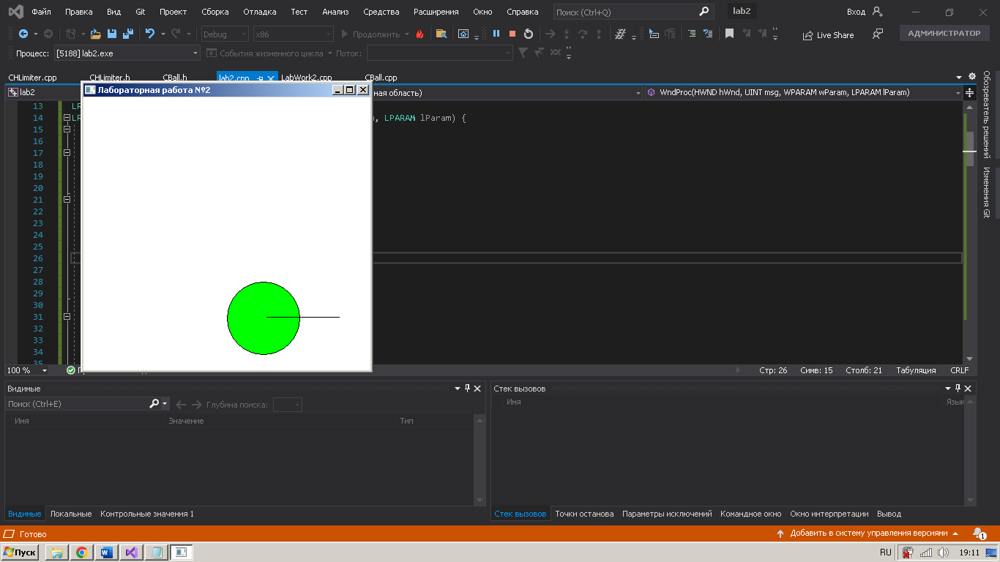 Файл Правка Вид Git Проект Сборка Отладка Тест Анализ Средства Расширения Окно Справка Поиск (Ctrl+Q) lab2 Вход
Debug x86 Продолжить Live Share АДМИНИСТРАТОР
Процесс: [5188] lab2.exe События жизненного цикла Поток:
CHLimiter.cpp CHLimiter.h CBall.h lab2.cpp LabWork2.cpp CBall.cpp
Лабораторная работа №2
lab2 ная область) WndProc(HWND hWnd, UINT msg, WPARAM wParam, LPARAM lParam)
13
14 , LPARAM lParam) {
15
16
17
18
19
20
21
22
23
24
25
26
27
28
29
30
31
32
33
34
35
Обозреватель решений
Изменения Git
100 % Стр: 26 Симв: 15 Столб: 21 Табуляция CRLF
Видимые
Поиск (Ctrl+E) Глубина поиска:
Имя Значение Тип
Видимые Локальные Контрольные значения 1
Стек вызовов
Имя Язык
Стек вызовов Точки останова Параметры исключений Командное окно Окно интерпретации Вывод
Готово Добавить в систему управления версиями 1
Пуск RU 19:11